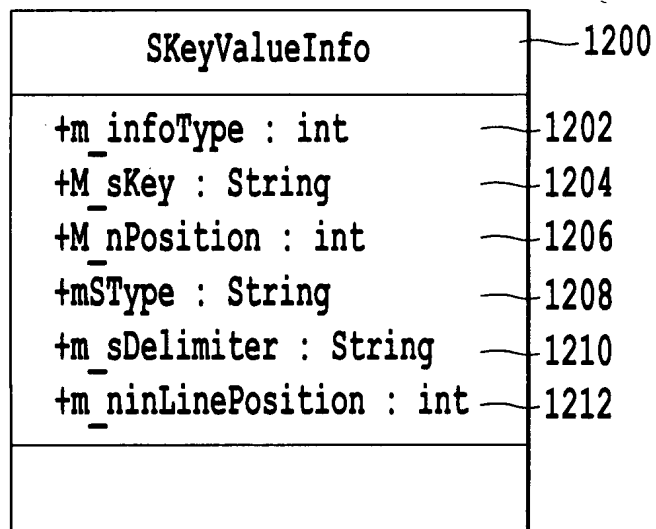 SKeyValueInfo 1200
+m_infoType : int 1202
+M_sKey : String 1204
+M_nPosition : int 1206
+mSType : String 1208
+m_sDelimiter : String 1210
+m_ninLinePosition : int 1212